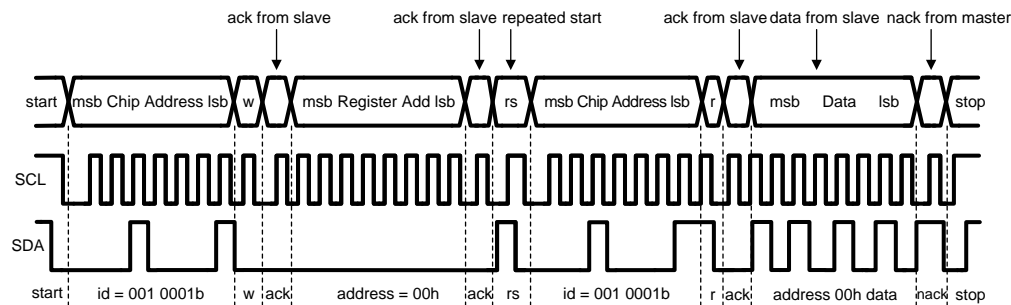 ack from slave ack from slave repeated start ack from slave data from slave nack from master
start msb Chip Address lsb w msb Register Add lsb rs msb Chip Address lsb r msb Data lsb stop
SCL
SDA
start id = 001 0001b w ack address = 00h ack rs id = 001 0001b r ack address 00h data nack stop